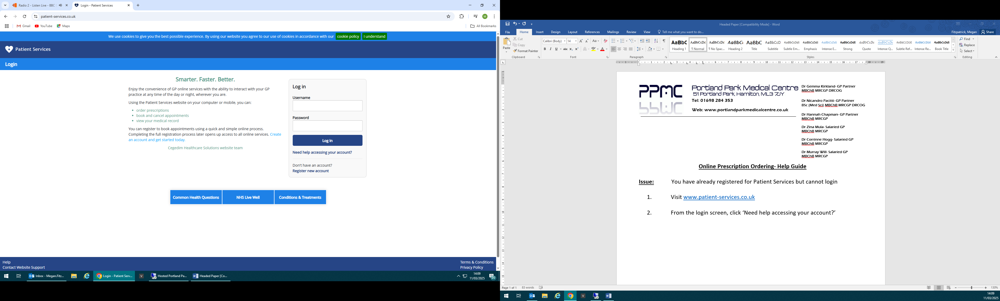 Radio 2 - Listen Live - BBC S
Login - Patient Services
patient-services.co.uk
M
Gmail
YouTube
Maps
All Bookmarks
We use cookies to give you the best possible experience. By using our website you agree to our use of cookies in accordance with our cookie policy I understand
Patient Services
Login
Smarter. Faster. Better.
Enjoy the convenience of GP online services with the ability to interact with your GP
practice at any time of the day or night, wherever you are.
Using the Patient Services website on your computer or mobile, you can:
order prescriptions
book and cancel appointments
view your medical record
You can register to book appointments using a quick and simple online process.
Completing the full registration process later opens up access to all online services. Create
an account and get started today.
Cegedim Healthcare Solutions website team
Log in
Username
Password
Log in
Need help accessing your account?
Don't have an account?
Register new account
Common Health Questions
NHS Live Well
Conditions & Treatments
Help
Contact Website Support
Terms & Conditions
Privacy Policy
Inbox - Megan.Fitz...
Login - Patient Serv...
Hosted Portland Pa...
Headed Paper [Co...
14:09
11/03/2025
20
Headed Paper [Compatibility Mode] - Word
File Home Insert Design Layout References Mailings Review View Tell me what you want to do...
Fitzpatrick, Megan Share
Paste
Cut
Copy
Format Painter
Clipboard
Calibri (Body) 14
Font
Paragraph
Heading 1
¶ Normal
¶ No Spac...
Heading 2
Title
Subtitle
Subtle Em...
Emphasis
Intense E...
Strong
Quote
Intense Q...
Subtle Ref...
Intense Re...
Book Title
Styles
Find
Replace
Select
Editing
PPMC
Portland Park Medical Centre
51 Portland Park, Hamilton, ML3 7JY
Tel: 01698 284 353
Web: www.portlandparkmedicalcentre.co.uk
Dr Gemma Kirkland- GP Partner
MBChB MRCGP DRCOG
Dr Nicandro Pacitti- GP Partner
BSc (Med Sci) MBChB MRCGP DRCOG
Dr Hannah Chapman- GP Partner
MBChB MRCGP
Dr Zina Mula- Salaried GP
MBChB MRCGP
Dr Corrinne Hogg- Salaried GP
MBChB MRCGP
Dr Murray Will- Salaried GP
MBChB MRCGP
Online Prescription Ordering- Help Guide
Issue: You have already registered for Patient Services but cannot login
1. Visit www.patient-services.co.uk
2. From the login screen, click ‘Need help accessing your account?’
Page 1 of 1 83 words
130%
14:09
11/03/2025